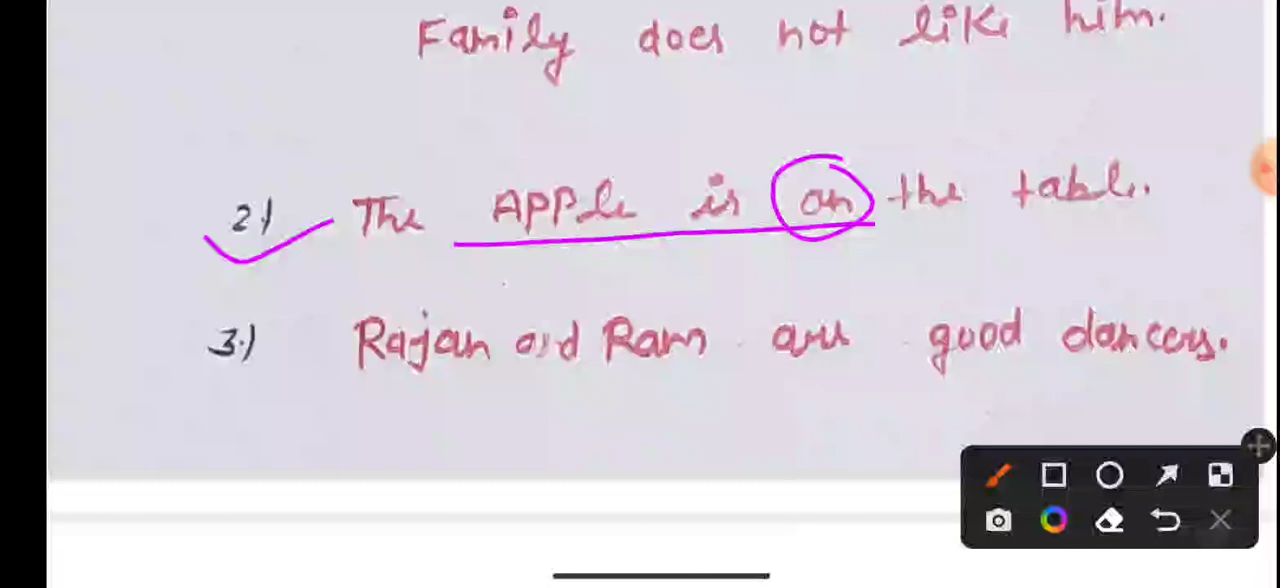 Family does not like him.
2) The Apple is on the table.
3.) Rajan and Ram are good dancers.